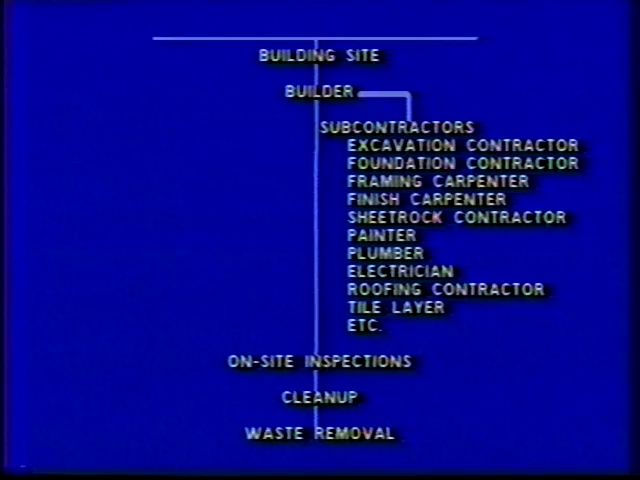 BUILDING SITE
BUILDER
SUBCONTRACTORS
EXCAVATION CONTRACTOR
FOUNDATION CONTRACTOR
FRAMING CARPENTER
FINISH CARPENTER
SHEETROCK CONTRACTOR
PAINTER
PLUMBER
ELECTRICIAN
ROOFING CONTRACTOR
TILE LAYER
ETC.
ON-SITE INSPECTIONS
CLEANUP
WASTE REMOVAL